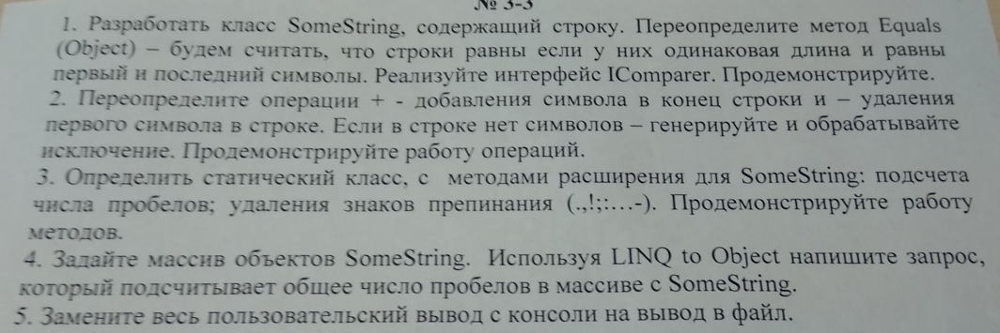 № 3-3
1. Разработать класс SomeString, содержащий строку. Переопределите метод Equals
(Object) – будем считать, что строки равны если у них одинаковая длина и равны
первый и последний символы. Реализуйте интерфейс IComparer. Продемонстрируйте.
2. Переопределите операции + - добавления символа в конец строки и – удаления
первого символа в строке. Если в строке нет символов – генерируйте и обрабатывайте
исключение. Продемонстрируйте работу операций.
3. Определить статический класс, с методами расширения для SomeString: подсчета
числа пробелов; удаления знаков препинания (.,!;:…-). Продемонстрируйте работу
методов.
4. Задайте массив объектов SomeString. Используя LINQ to Object напишите запрос,
который подсчитывает общее число пробелов в массиве с SomeString.
5. Замените весь пользовательский вывод с консоли на вывод в файл.